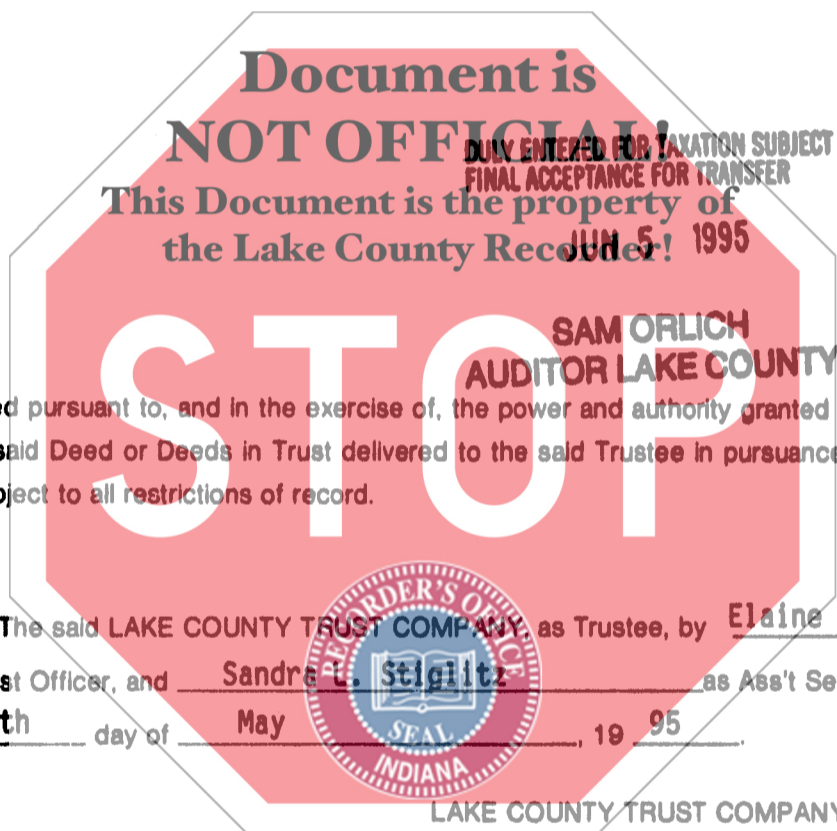 Document is
NOT OFFICIAL!
DULY ENTERED FOR TAXATION SUBJECT
FINAL ACCEPTANCE FOR TRANSFER
This Document is the property of
the Lake County Recorder!
JUN 5 1995
SAM ORLICH
AUDITOR LAKE COUNTY
STOP
ed pursuant to, and in the exercise of, the power and authority granted
said Deed or Deeds in Trust delivered to the said Trustee in pursuance
bject to all restrictions of record.
The said LAKE COUNTY TRUST COMPANY, as Trustee, by Elaine
st Officer, and Sandra L. Stiglitz as Ass't Se
th day of May, 19 95.
RECORDER'S OFFICE
SEAL
INDIANA
LAKE COUNTY TRUST COMPANY